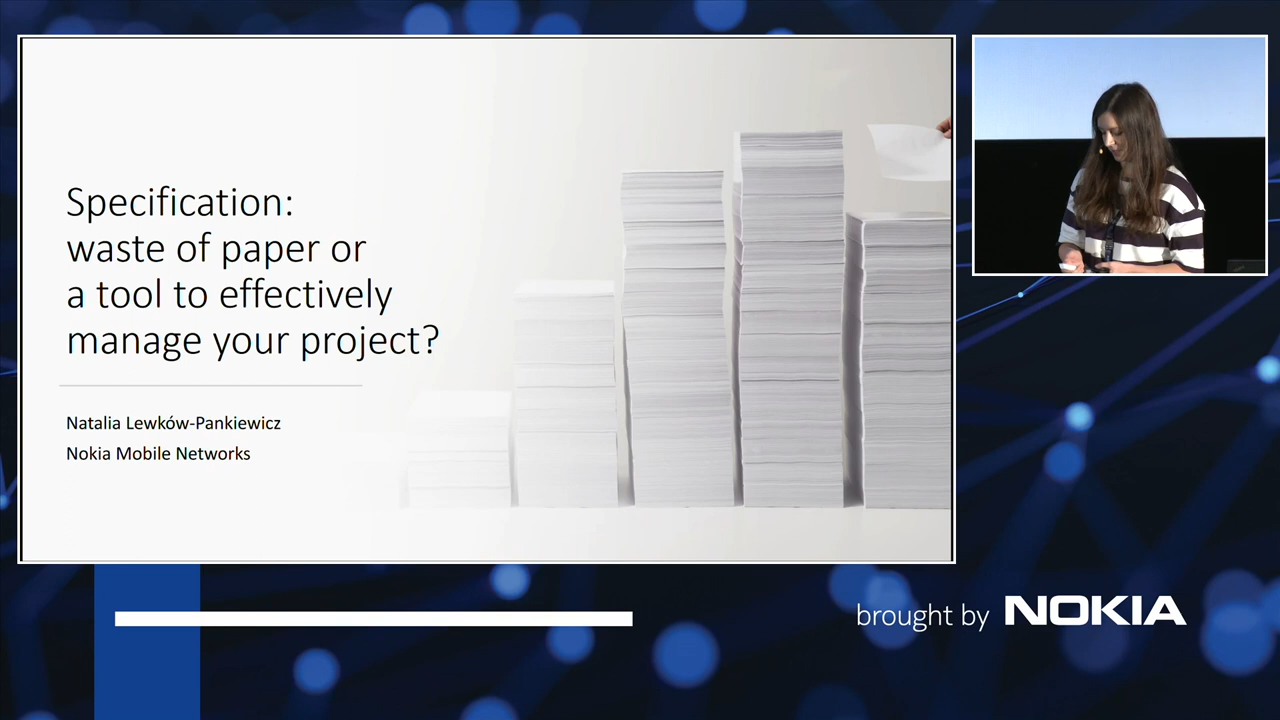 Specification:
waste of paper or
a tool to effectively
manage your project?
Natalia Lewków-Pankiewicz
Nokia Mobile Networks
brought by NOKIA